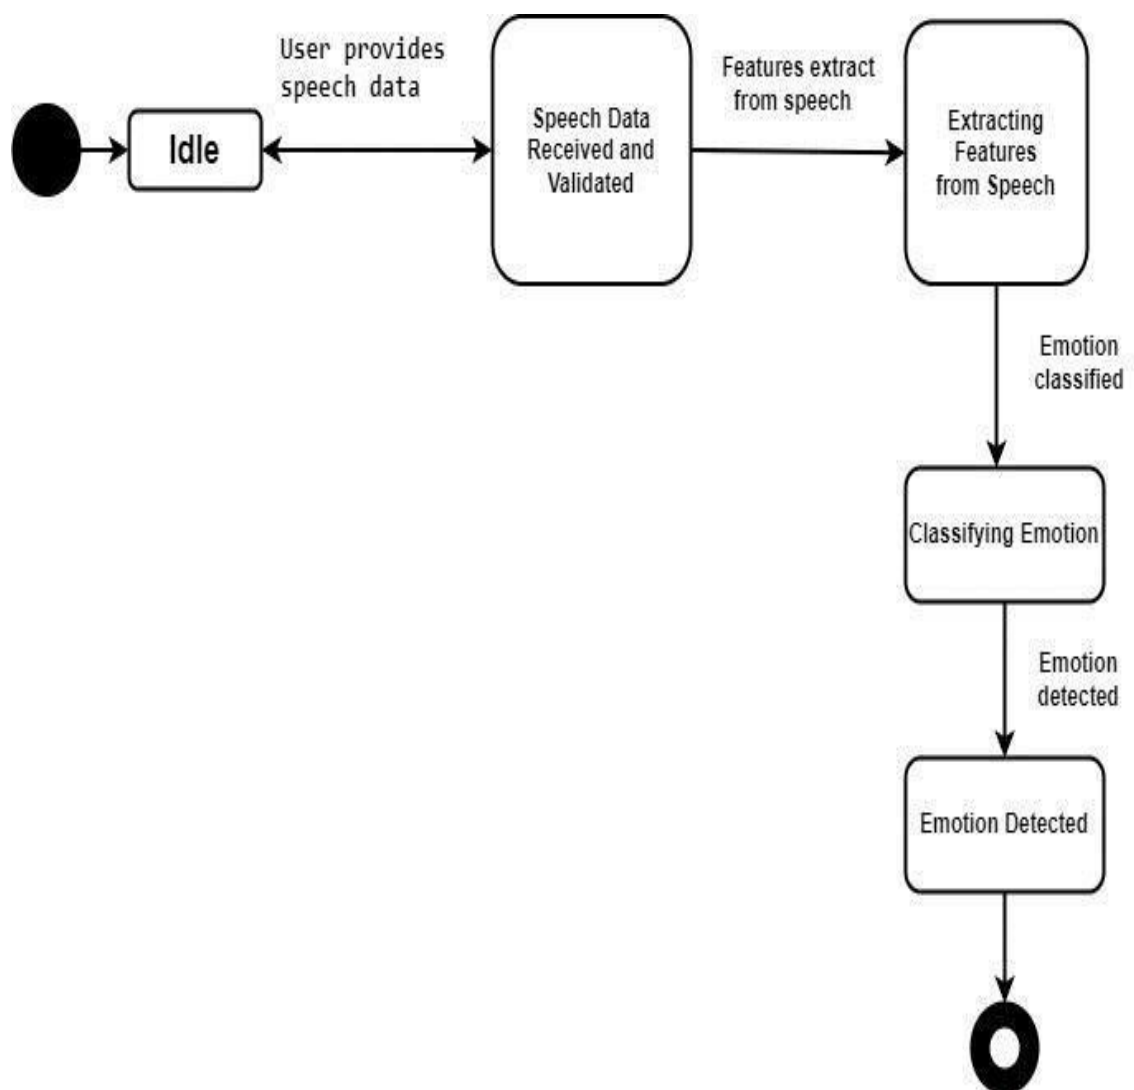 User provides
speech data
Idle
Speech Data
Received and
Validated
Features extract
from speech
Extracting
Features
from Speech
Emotion
classified
Classifying Emotion
Emotion
detected
Emotion Detected